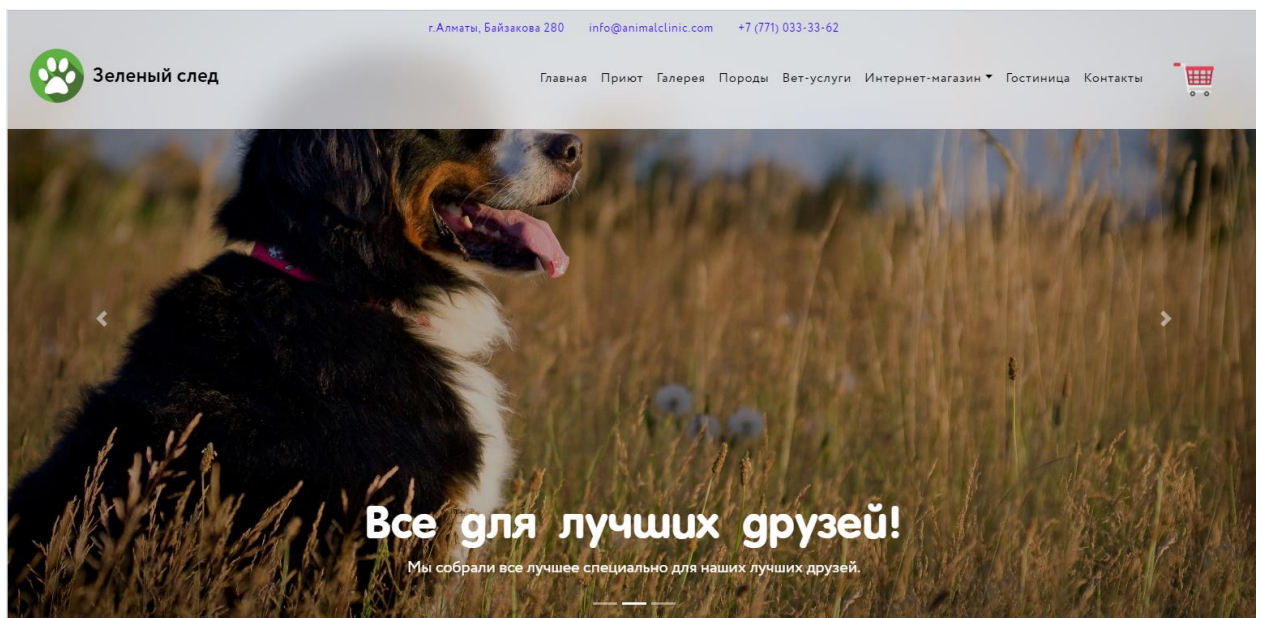 г.Алматы, Байзакова 280 info@animalclinic.com +7 (771) 033-33-62
Зеленый след
Главная Приют Галерея Породы Вет-услуги Интернет-магазин Гостиница Контакты
Все для лучших друзей!
Мы собрали все лучшее специально для наших лучших друзей.